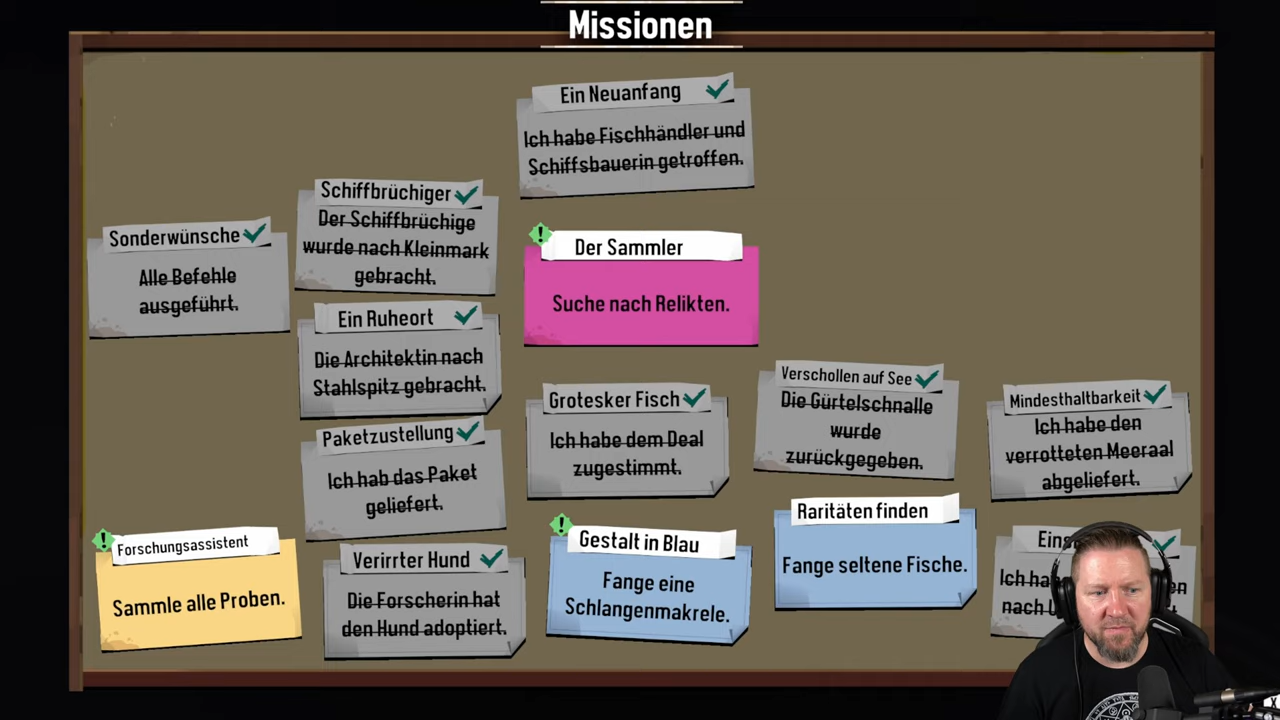 Missionen
Ein Neuanfang
Ich habe Fischhändler und
Schiffsbauerin getroffen.
Schiffbrüchiger
Der Schiffbrüchige
wurde nach Kleinmark
gebracht.
Sonderwünsche
Alle Befehle
ausgeführt.
Der Sammler
Suche nach Relikten.
Ein Ruheort
Die Architektin nach
Stahlspitz gebracht.
Grotesker Fisch
Ich habe dem Deal
zugestimmt.
Verschollen auf See
Die Gürtelschnalle
wurde
zurückgegeben.
Mindesthaltbarkeit
Ich habe den
verrotteten Meeraal
abgeliefert.
Paketzustellung
Ich hab das Paket
geliefert.
Forschungsassistent
Sammle alle Proben.
Verirrter Hund
Die Forscherin hat
den Hund adoptiert.
Gestalt in Blau
Fange eine
Schlangenmakrele.
Raritäten finden
Fange seltene Fische.
Ich
nach